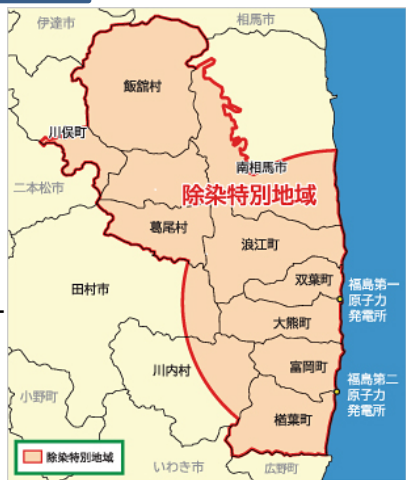 伊達市
相馬市
飯舘村
川俣町
南相馬市
二本松市
除染特別地域
葛尾村
浪江町
田村市
双葉町
福島第一
原子力
発電所
大熊町
川内村
富岡町
福島第二
原子力
発電所
小野町
楢葉町
除染特別地域
いわき市
広野町